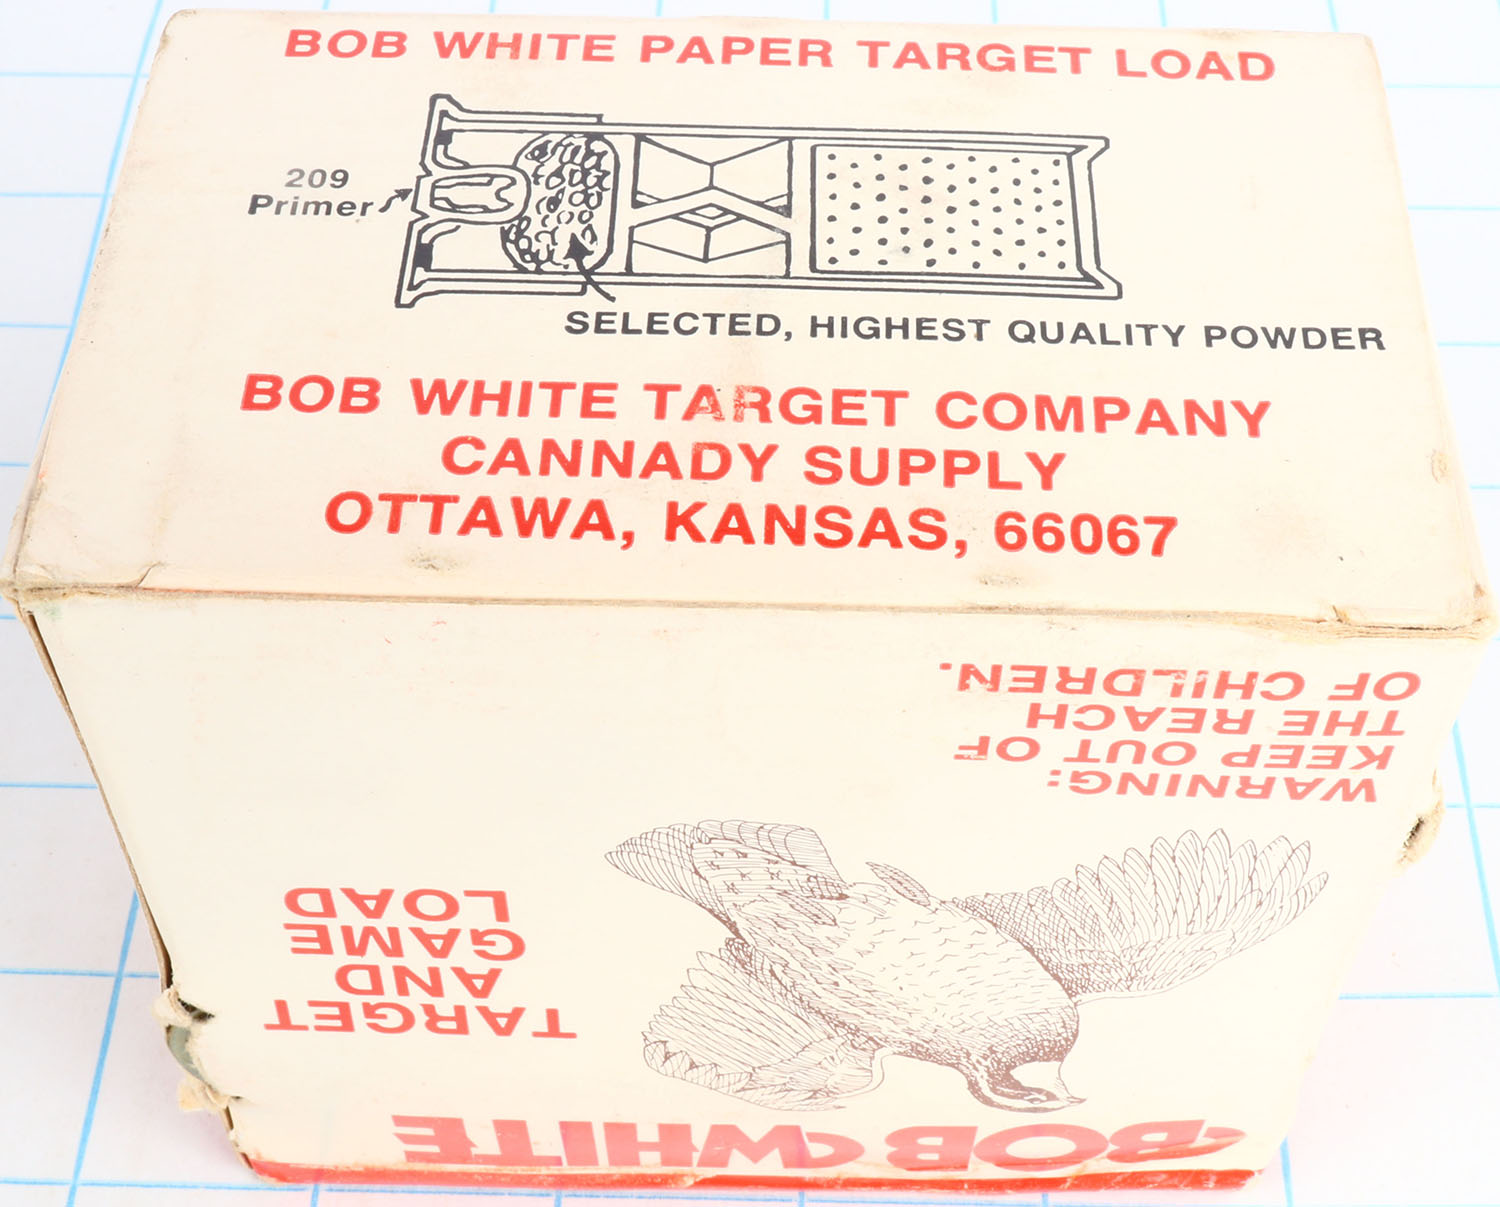 BOB WHITE PAPER TARGET LOAD
209
Primer
SELECTED, HIGHEST QUALITY POWDER
BOB WHITE TARGET COMPANY
CANNADY SUPPLY
OTTAWA, KANSAS, 66067
BOB WHITE
TARGET
AND
GAME
LOAD
WARNING:
KEEP OUT OF
THE REACH
OF CHILDREN.